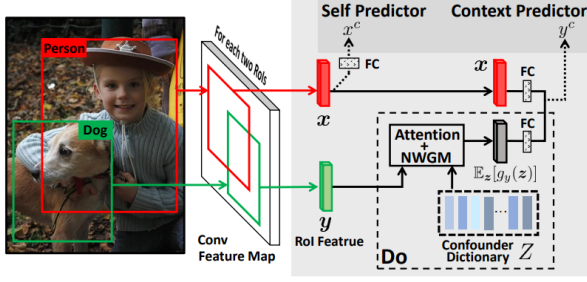 Self Predictor
Context Predictor
x^c
y^c
For each two RoIs
Person
Dog
FC
x
FC
x
Attention
+
NWGM
FC
𝔼_z[g_y(z)]
y
RoI Featrue
Conv
Feature Map
Do
...
Confounder
Dictionary Z